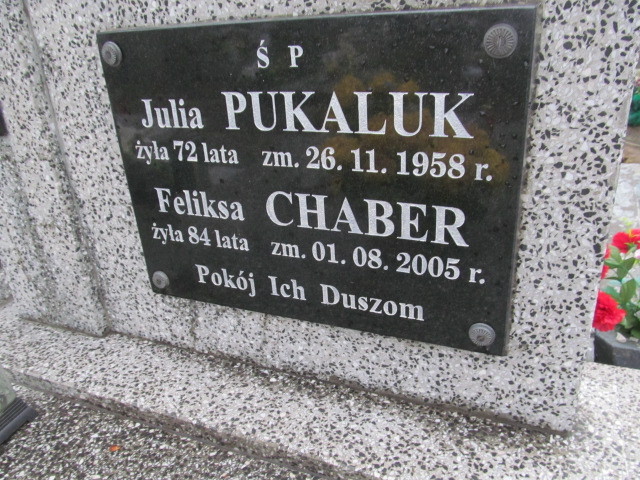 Ś P
Julia PUKALUK
żyła 72 lata zm. 26. 11. 1958 r.
Feliksa CHABER
żyła 84 lata zm. 01. 08. 2005 r.
Pokój Ich Duszom